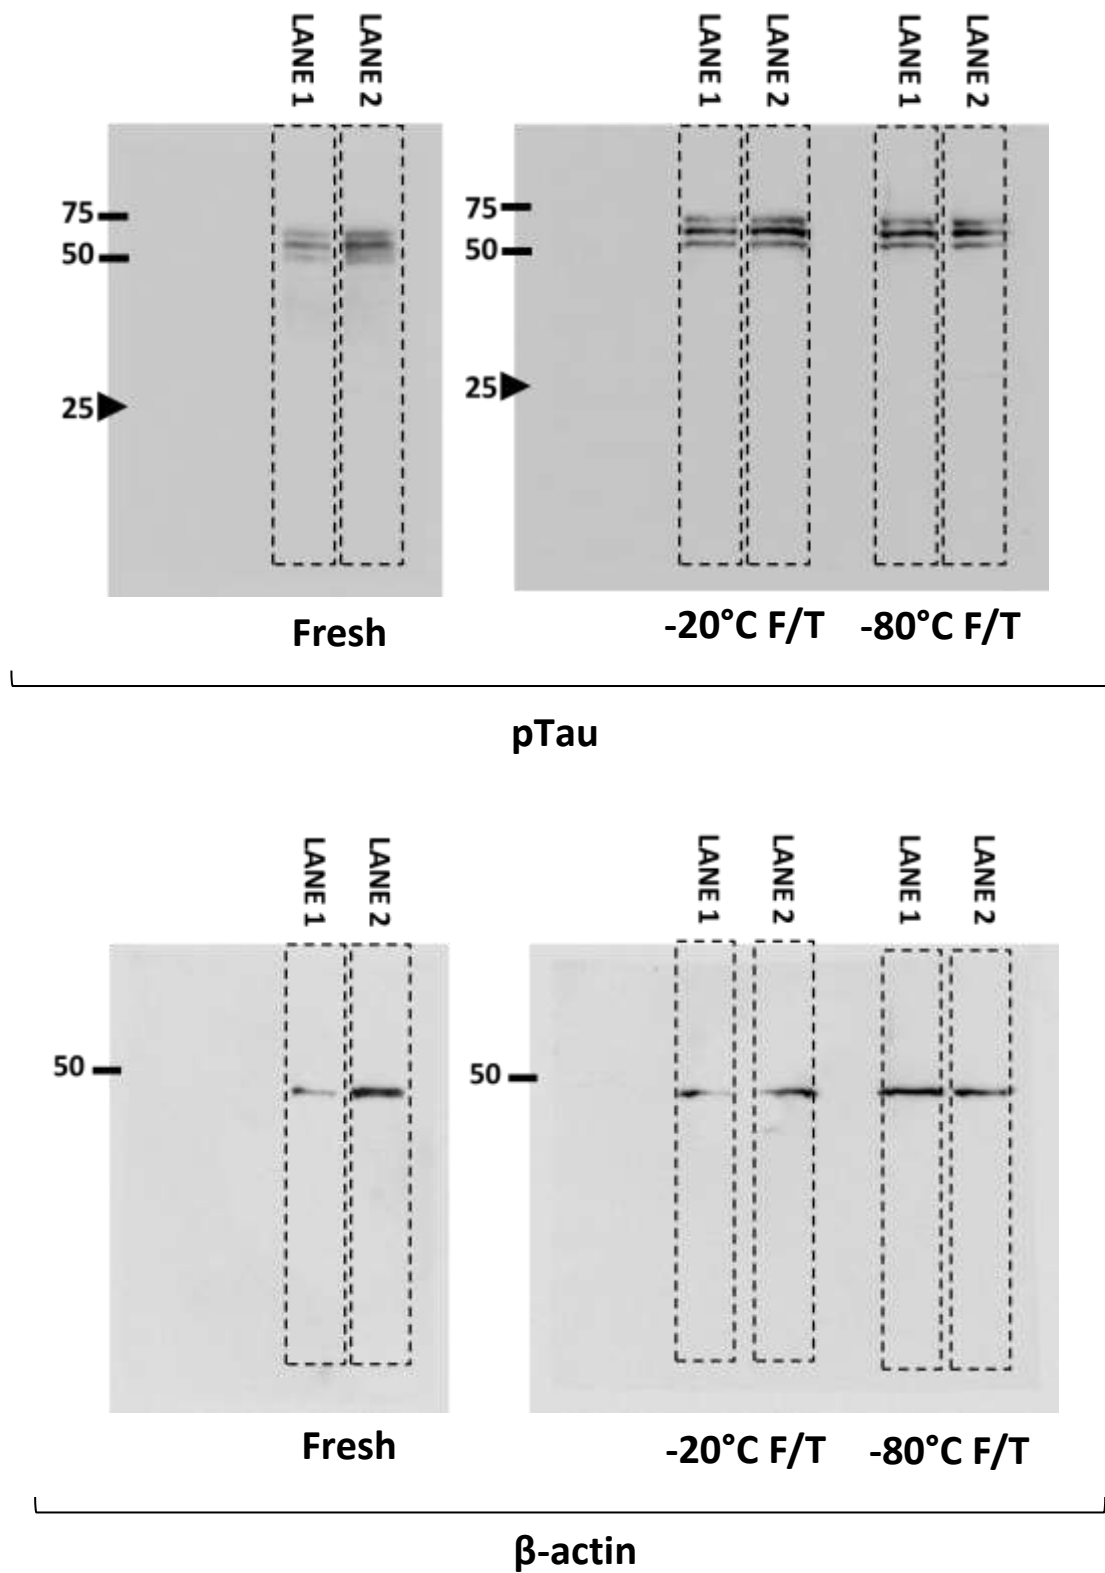 LANE 1 LANE 2 LANE 1 LANE 2 LANE 1 LANE 2
75 75
50 50
25 25
Fresh -20°C F/T -80°C F/T
pTau
LANE 1 LANE 2 LANE 1 LANE 2 LANE 1 LANE 2
50 50
Fresh -20°C F/T -80°C F/T
β-actin